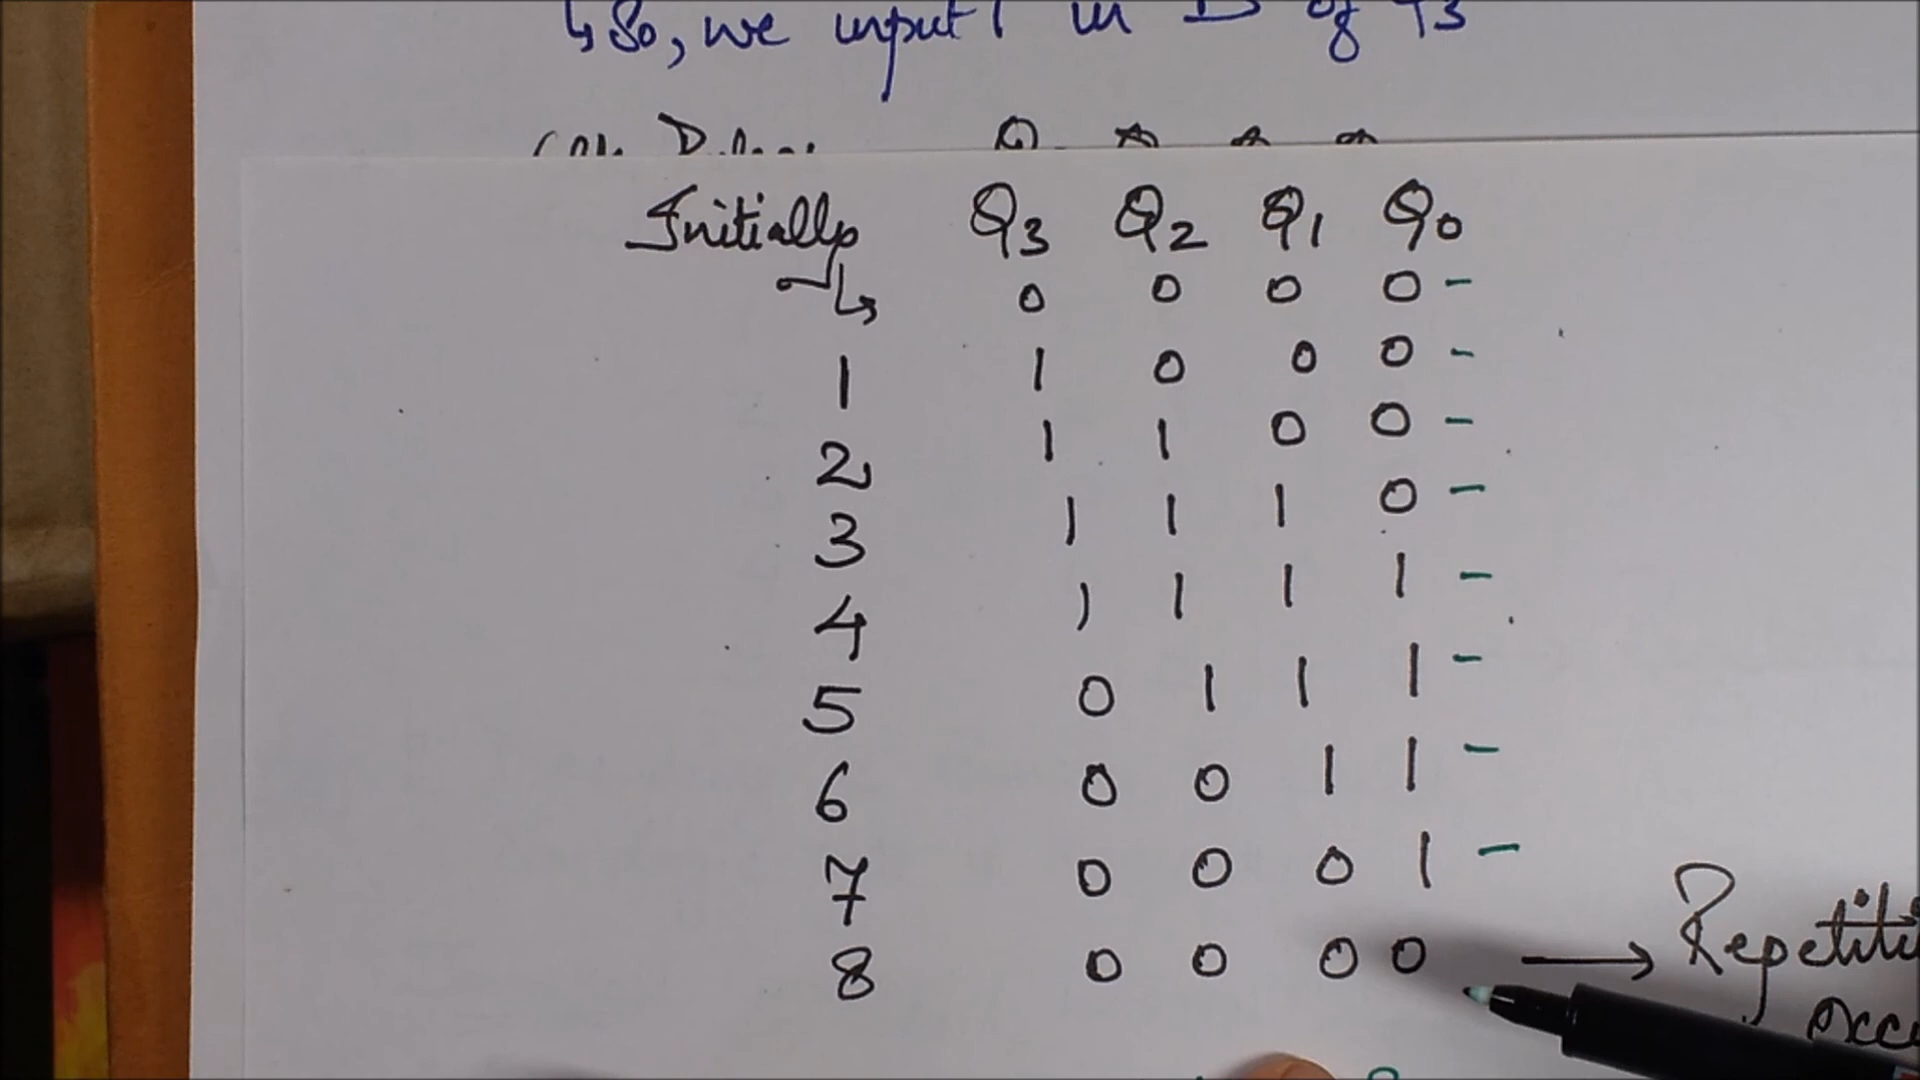 ↳ So, we input 1 in D of Q3
Initially Q3 Q2 Q1 Q0
↳ 0 0 0 0 -
1 1 0 0 0 -
2 1 1 0 0 -
3 1 1 1 0 -
4 1 1 1 1 -
5 0 1 1 1 -
6 0 0 1 1 -
7 0 0 0 1 -
8 0 0 0 0 → Repetiti
occ